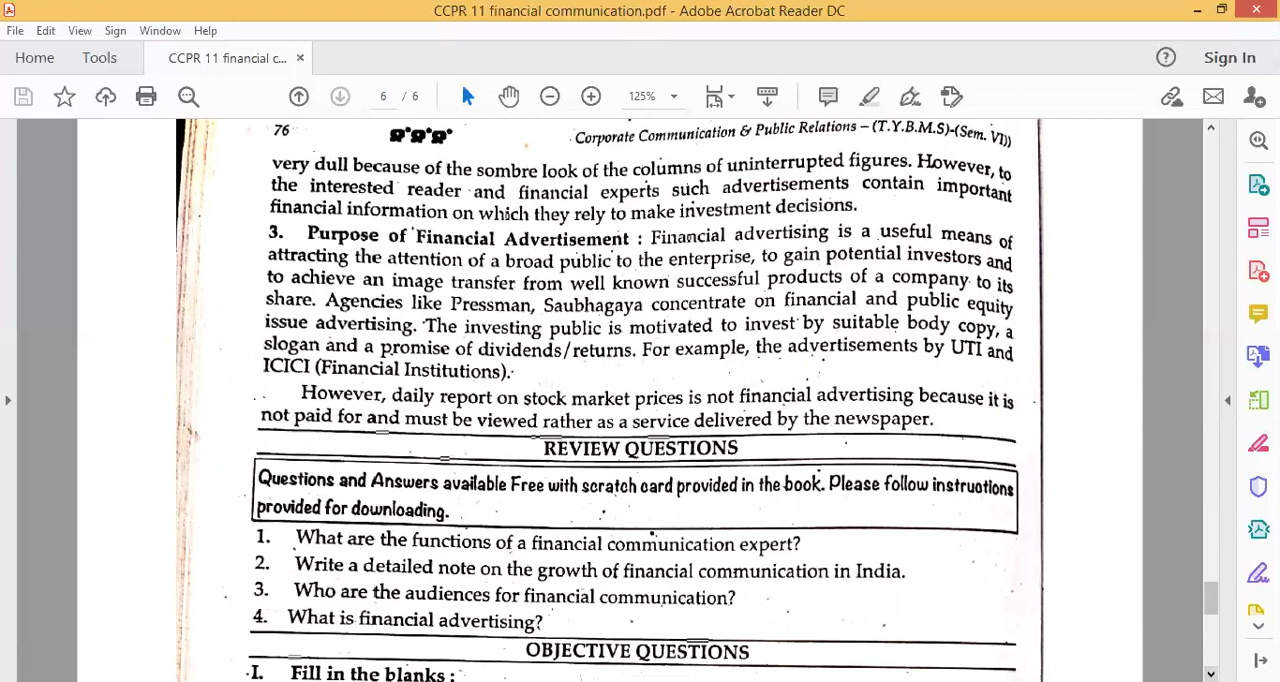 CCPR 11 financial communication.pdf - Adobe Acrobat Reader DC
File Edit View Sign Window Help
Home Tools CCPR 11 financial c... × Sign In
6 / 6 125%
76 Corporate Communication & Public Relations – (T.Y.B.M.S)-(Sem. VI))
very dull because of the sombre look of the columns of uninterrupted figures. However, to
the interested reader and financial experts such advertisements contain important
financial information on which they rely to make investment decisions.
3. Purpose of Financial Advertisement : Financial advertising is a useful means of
attracting the attention of a broad public to the enterprise, to gain potential investors and
to achieve an image transfer from well known successful products of a company to its
share. Agencies like Pressman, Saubhagaya concentrate on financial and public equity
issue advertising. The investing public is motivated to invest by suitable body copy, a
slogan and a promise of dividends/returns. For example, the advertisements by UTI and
ICICI (Financial Institutions).
However, daily report on stock market prices is not financial advertising because it is
not paid for and must be viewed rather as a service delivered by the newspaper.
REVIEW QUESTIONS
Questions and Answers available Free with scratch card provided in the book. Please follow instructions
provided for downloading.
1. What are the functions of a financial communication expert?
2. Write a detailed note on the growth of financial communication in India.
3. Who are the audiences for financial communication?
4. What is financial advertising?
OBJECTIVE QUESTIONS
I. Fill in the blanks :